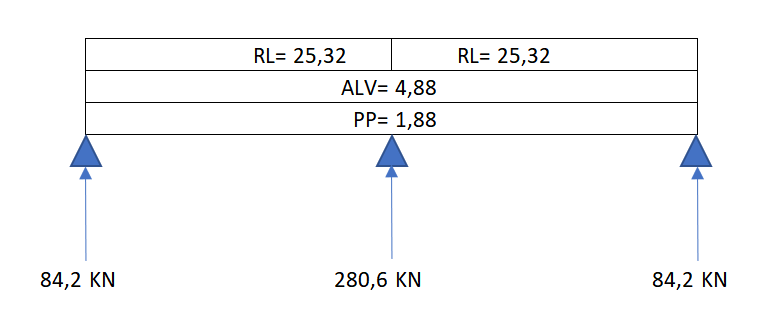 RL= 25,32 RL= 25,32
ALV= 4,88
PP= 1,88
84,2 KN 280,6 KN 84,2 KN